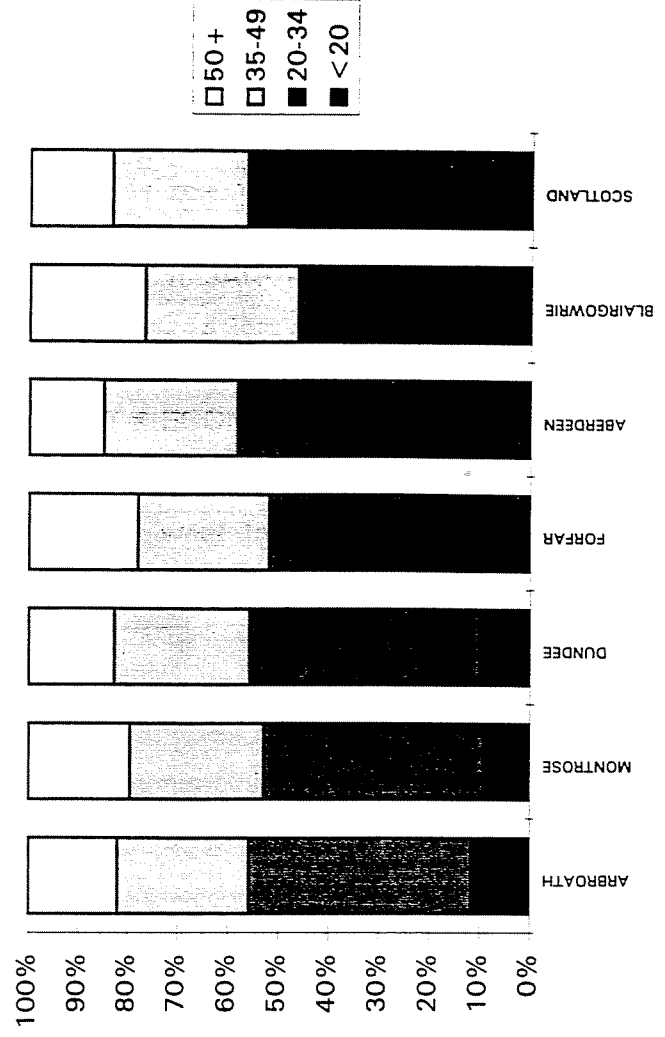 50+
35-49
20-34
<20
100%
90%
80%
70%
60%
50%
40%
30%
20%
10%
0%
ARBROATH
MONTROSE
DUNDEE
FORFAR
ABERDEEN
BLAIRGOWRIE
SCOTLAND